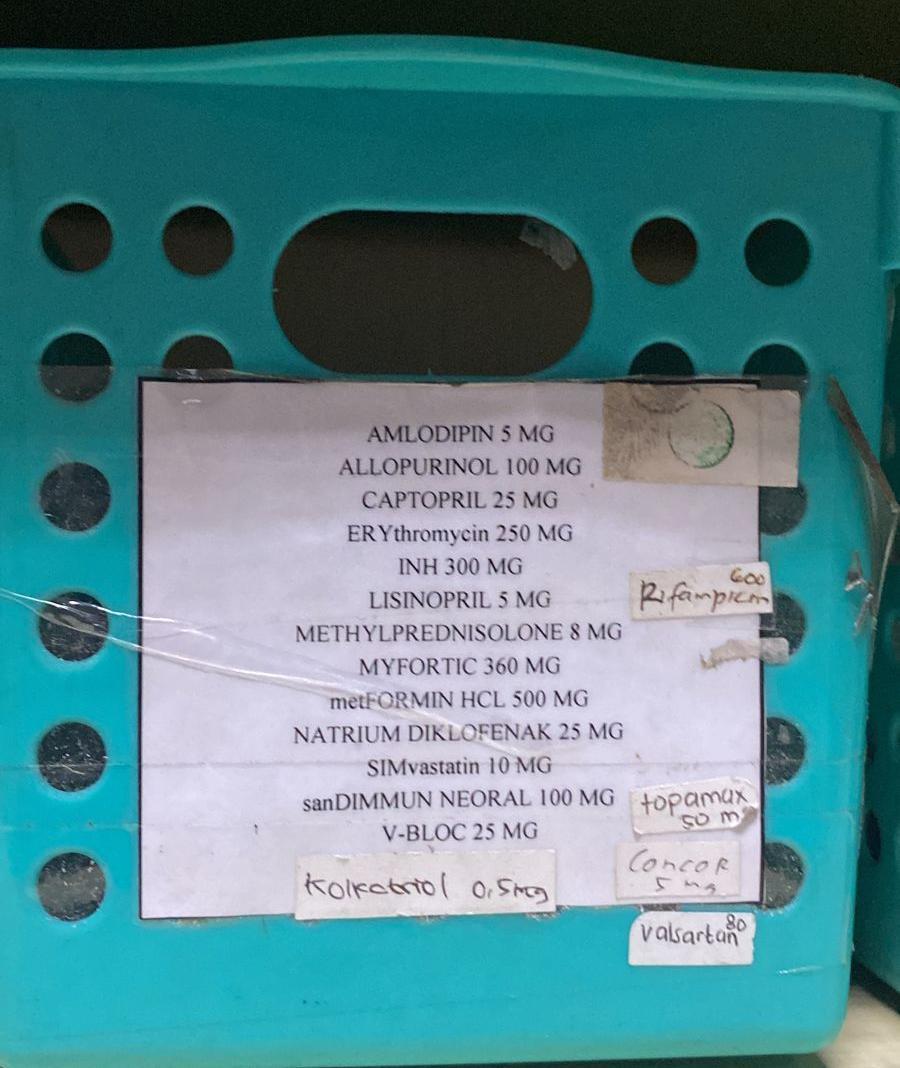 AMLODIPIN 5 MG
ALLOPURINOL 100 MG
CAPTOPRIL 25 MG
ERYthromycin 250 MG
INH 300 MG
LISINOPRIL 5 MG
METHYLPREDNISOLONE 8 MG
MYFORTIC 360 MG
metFORMIN HCL 500 MG
NATRIUM DIKLOFENAK 25 MG
SIMvastatin 10 MG
sanDIMMUN NEORAL 100 MG
V-BLOC 25 MG
Kolkatriol 0,5mg
600
Rifampicin
topamax
50 m
Concor
5 mg
valsartan 80